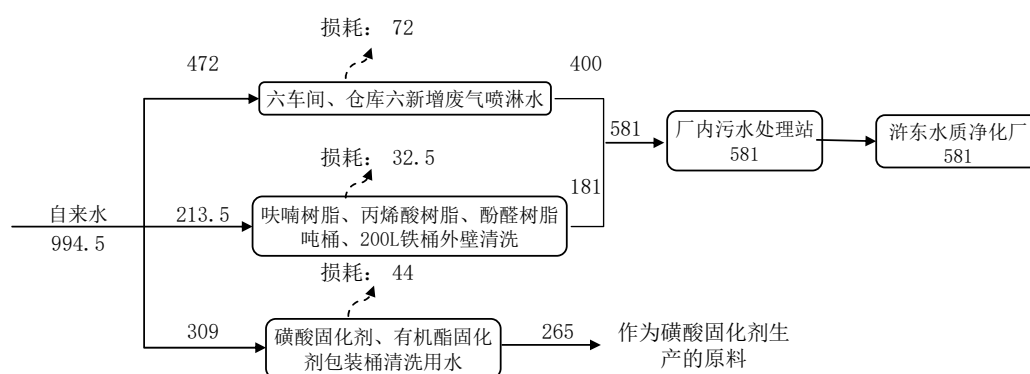 损耗: 72
472
400
六车间、仓库六新增废气喷淋水
581
厂内污水处理站
581
浒东水质净化厂
581
损耗: 32.5
181
自来水
994.5
213.5
呋喃树脂、丙烯酸树脂、酚醛树脂
吨桶、200L铁桶外壁清洗
损耗: 44
309
磺酸固化剂、有机酯固化
剂包装桶清洗用水
265
作为磺酸固化剂生
产的原料